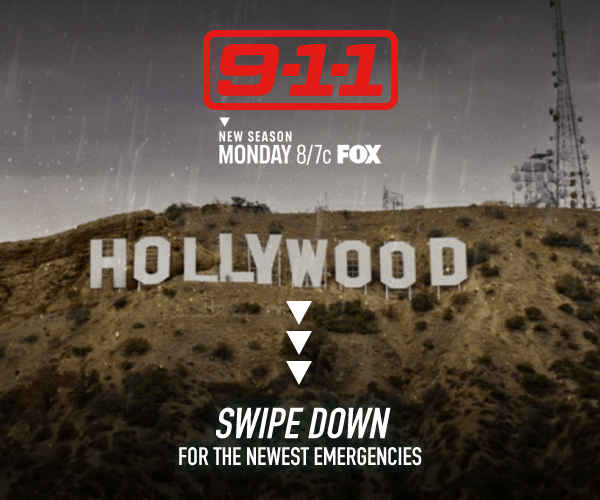 9-1-1
NEW SEASON
MONDAY 8/7c FOX
HOLLYWOOD
SWIPE DOWN
FOR THE NEWEST EMERGENCIES